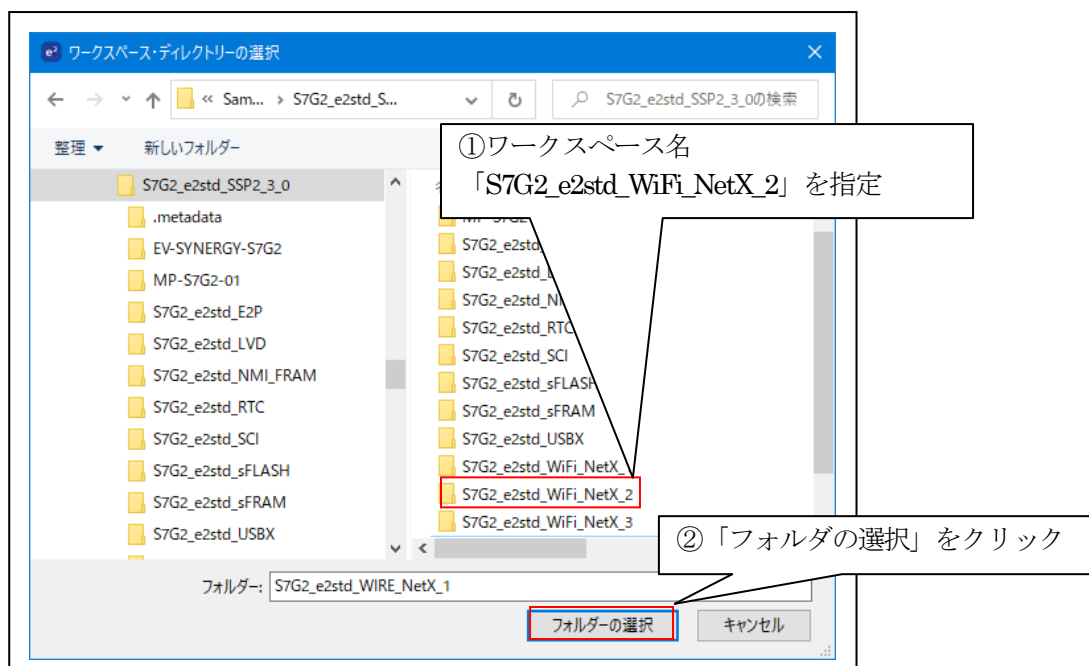 e² ワークスペース・ディレクトリーの選択
« Sam... › S7G2_e2std_S...
S7G2_e2std_SSP2_3_0の検索
整理 新しいフォルダー
①ワークスペース名
「S7G2_e2std_WiFi_NetX_2」を指定
S7G2_e2std_SSP2_3_0
.metadata
EV-SYNERGY-S7G2
MP-S7G2-01
S7G2_e2std_E2P
S7G2_e2std_LVD
S7G2_e2std_NMI_FRAM
S7G2_e2std_RTC
S7G2_e2std_SCI
S7G2_e2std_sFLASH
S7G2_e2std_sFRAM
S7G2_e2std_USBX
S7G2_e2std_
S7G2_e2std_RTC
S7G2_e2std_SCI
S7G2_e2std_sFLASH
S7G2_e2std_sFRAM
S7G2_e2std_USBX
S7G2_e2std_WiFi_NetX_
S7G2_e2std_WiFi_NetX_2
S7G2_e2std_WiFi_NetX_3
②「フォルダの選択」をクリック
フォルダー: S7G2_e2std_WIRE_NetX_1
フォルダーの選択 キャンセル